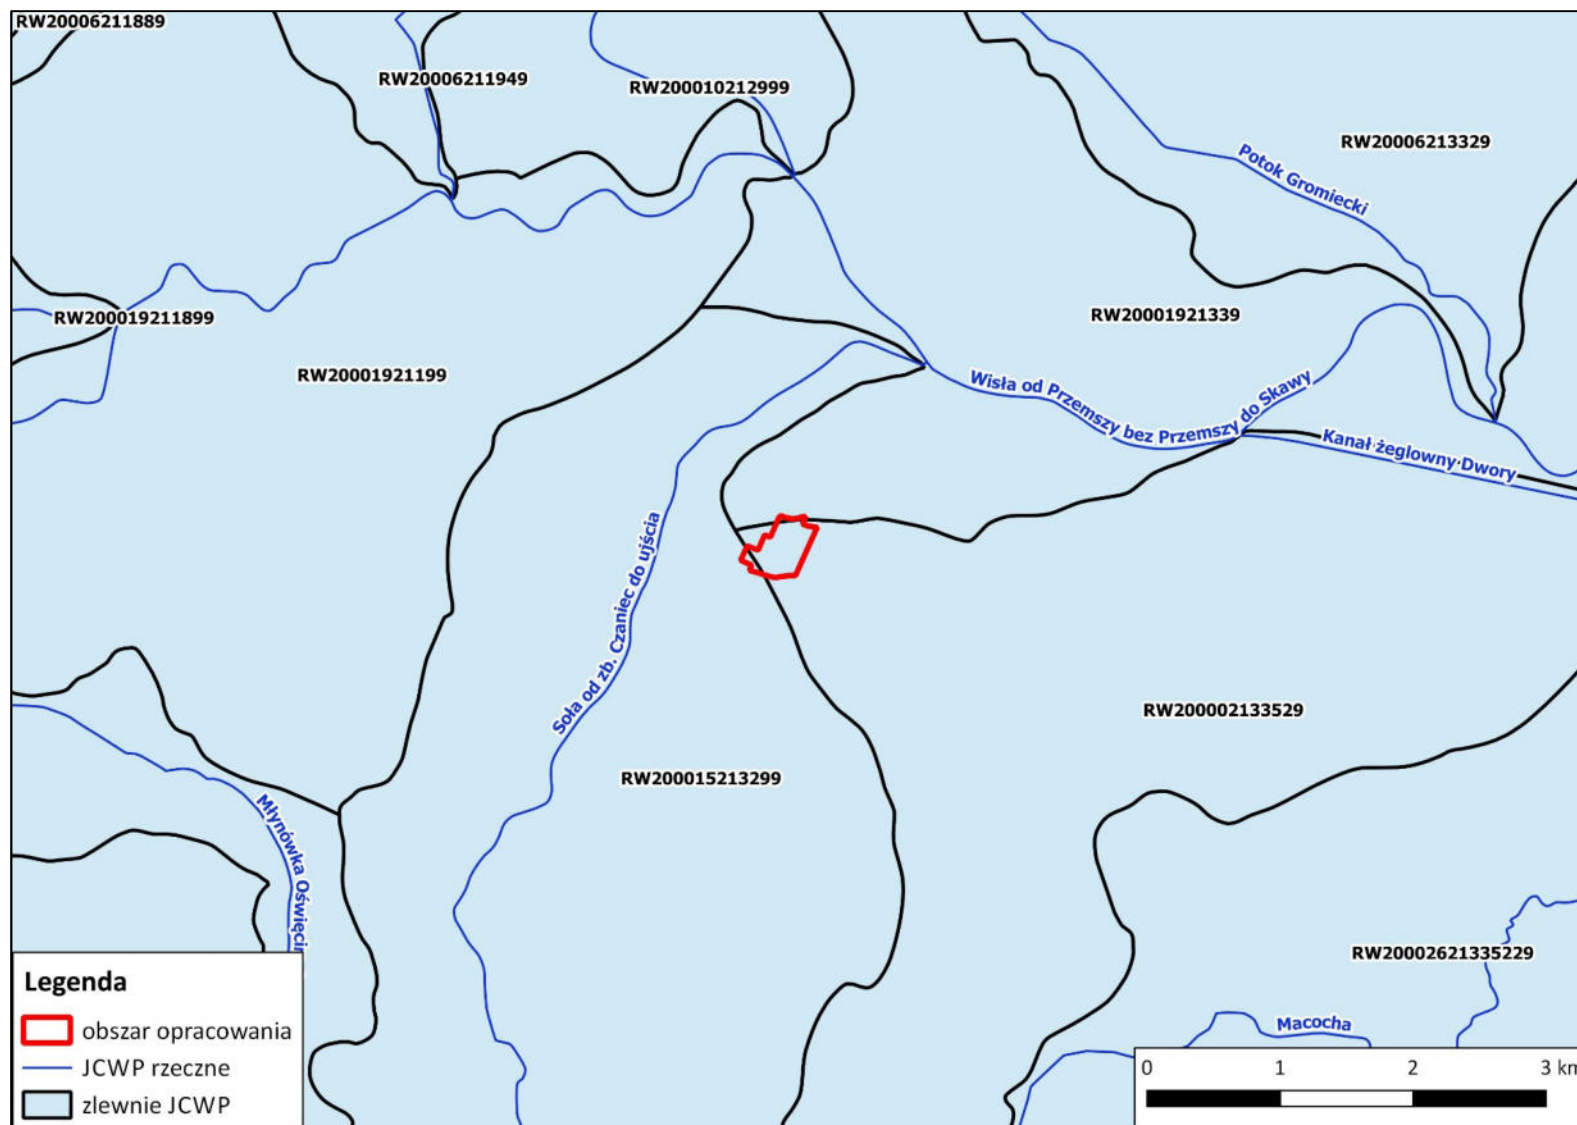 RW20006211889
RW20006211949
RW200010212999
RW20006213329
Potok Gromiecki
RW200019211899
RW20001921339
RW20001921199
Wisła od Przemszy bez Przemszy do Skawy
Kanał żeglowny Dwory
Soła od zb. Czaniec do ujścia
RW200002133529
RW200015213299
Młynówka Oświęcim
RW20002621335229
Macocha
Legenda
obszar opracowania
JCWP rzeczne
zlewnie JCWP
0 1 2 3 km